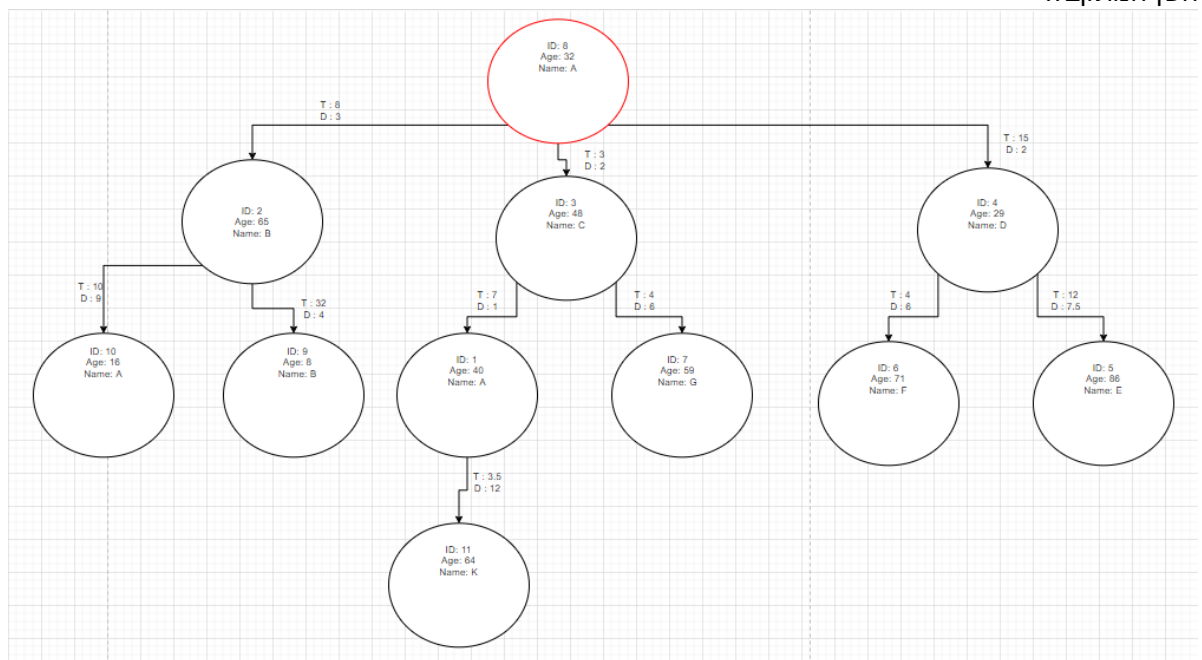 ID: 8
Age: 32
Name: A
T : 8
D : 3
T : 3
D : 2
T : 15
D : 2
ID: 2
Age: 65
Name: B
ID: 3
Age: 48
Name: C
ID: 4
Age: 29
Name: D
T : 10
D : 9
T : 32
D : 4
T : 7
D : 1
T : 4
D : 6
T : 4
D : 6
T : 12
D : 7.5
ID: 10
Age: 16
Name: A
ID: 9
Age: 8
Name: B
ID: 1
Age: 40
Name: A
ID: 7
Age: 59
Name: G
ID: 6
Age: 71
Name: F
ID: 5
Age: 86
Name: E
T : 3.5
D : 12
ID: 11
Age: 64
Name: K